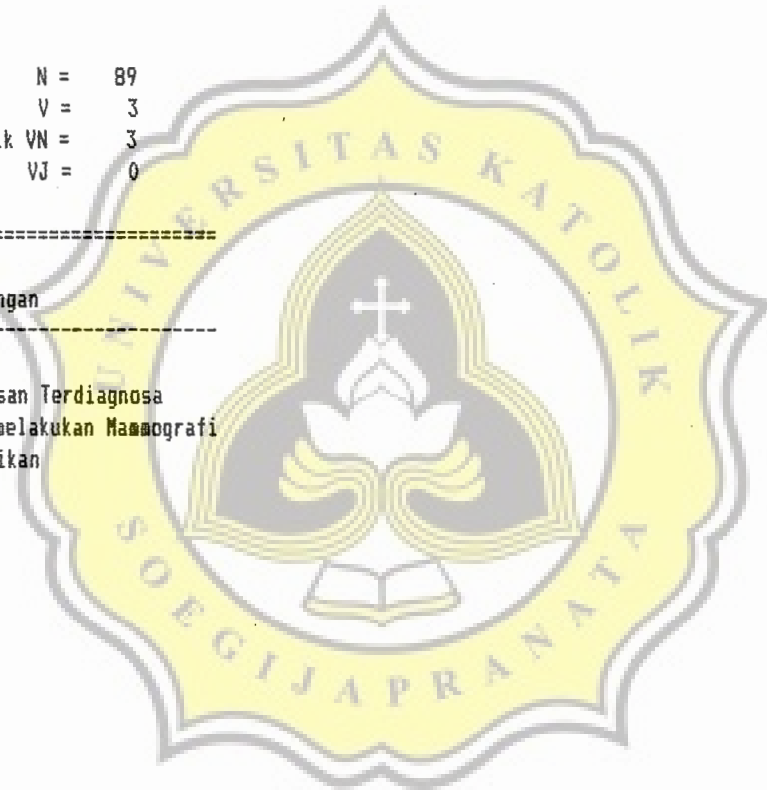 N = 89
V = 3
k VN = 3
VJ = 0
ngan
san Terdiagnosa
melakukan Mammografi
ikan
UNIVERSITAS KATOLIK
SOEGIJAPRANATA